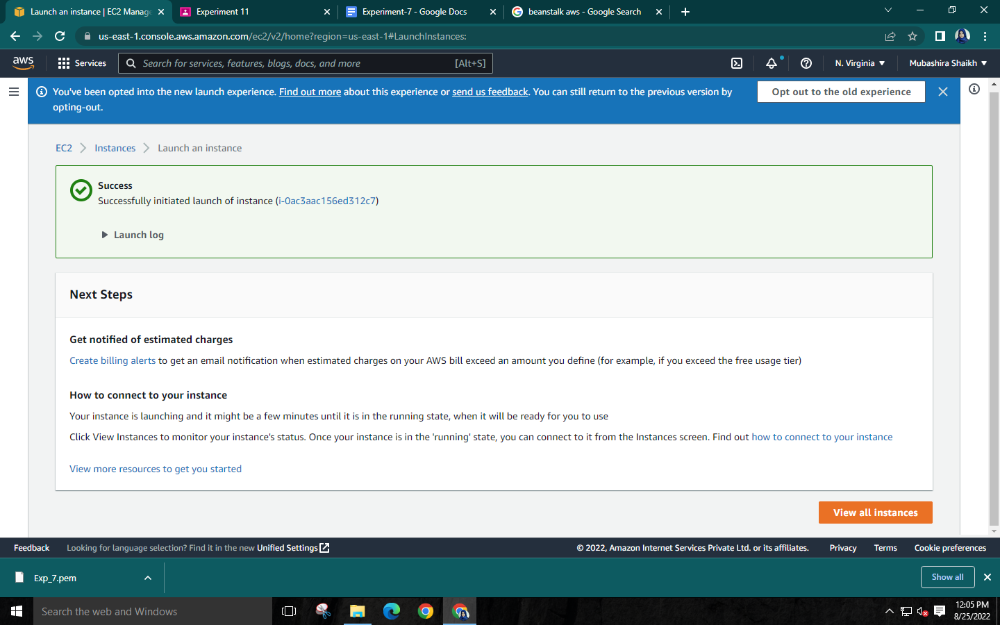 Launch an instance | EC2 Manage
Experiment 11
Experiment-7 - Google Docs
beanstalk aws - Google Search
us-east-1.console.aws.amazon.com/ec2/v2/home?region=us-east-1#LaunchInstances:
aws
Services
Search for services, features, blogs, docs, and more
[Alt+S]
N. Virginia
Mubashira Shaikh
You've been opted into the new launch experience. Find out more about this experience or send us feedback. You can still return to the previous version by
opting-out.
Opt out to the old experience
EC2
Instances
Launch an instance
Success
Successfully initiated launch of instance (i-0ac3aac156ed312c7)
Launch log
Next Steps
Get notified of estimated charges
Create billing alerts to get an email notification when estimated charges on your AWS bill exceed an amount you define (for example, if you exceed the free usage tier)
How to connect to your instance
Your instance is launching and it might be a few minutes until it is in the running state, when it will be ready for you to use
Click View Instances to monitor your instance's status. Once your instance is in the 'running' state, you can connect to it from the Instances screen. Find out how to connect to your instance
View more resources to get you started
View all instances
Feedback
Looking for language selection? Find it in the new Unified Settings
© 2022, Amazon Internet Services Private Ltd. or its affiliates.
Privacy
Terms
Cookie preferences
Exp_7.pem
Show all
Search the web and Windows
12:05 PM
8/25/2022